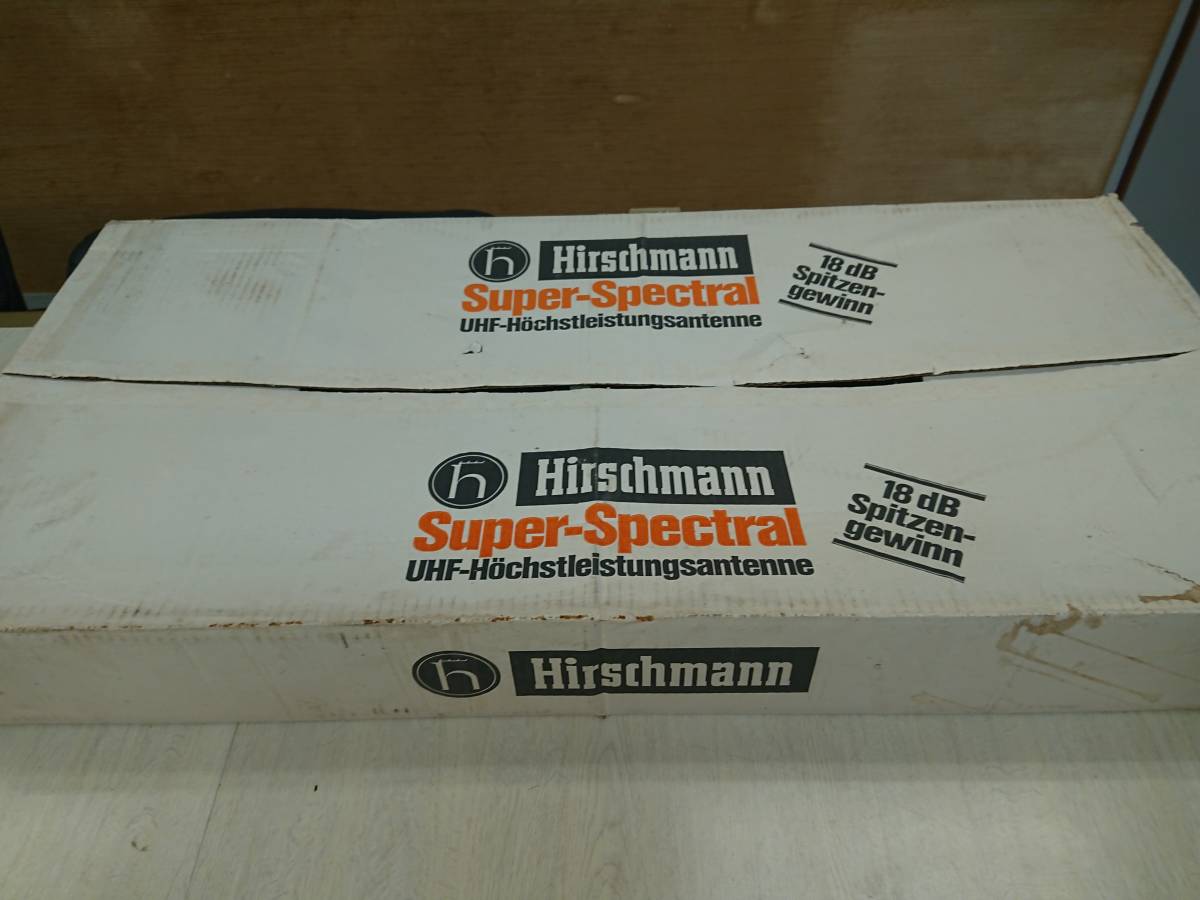 h Hirschmann
Super-Spectral
UHF-Höchstleistungsantenne
18 dB
Spitzen-
gewinn
h Hirschmann
Super-Spectral
UHF-Höchstleistungsantenne
18 dB
Spitzen-
gewinn
h Hirschmann